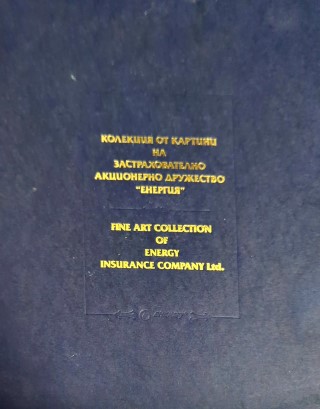 КОЛЕКЦИЯ ОТ КАРТИНИ
НА
ЗАСТРАХОВАТЕЛНО
АКЦИОНЕРНО ДРУЖЕСТВО
"ЕНЕРГИЯ"
FINE ART COLLECTION
OF
ENERGY
INSURANCE COMPANY Ltd.